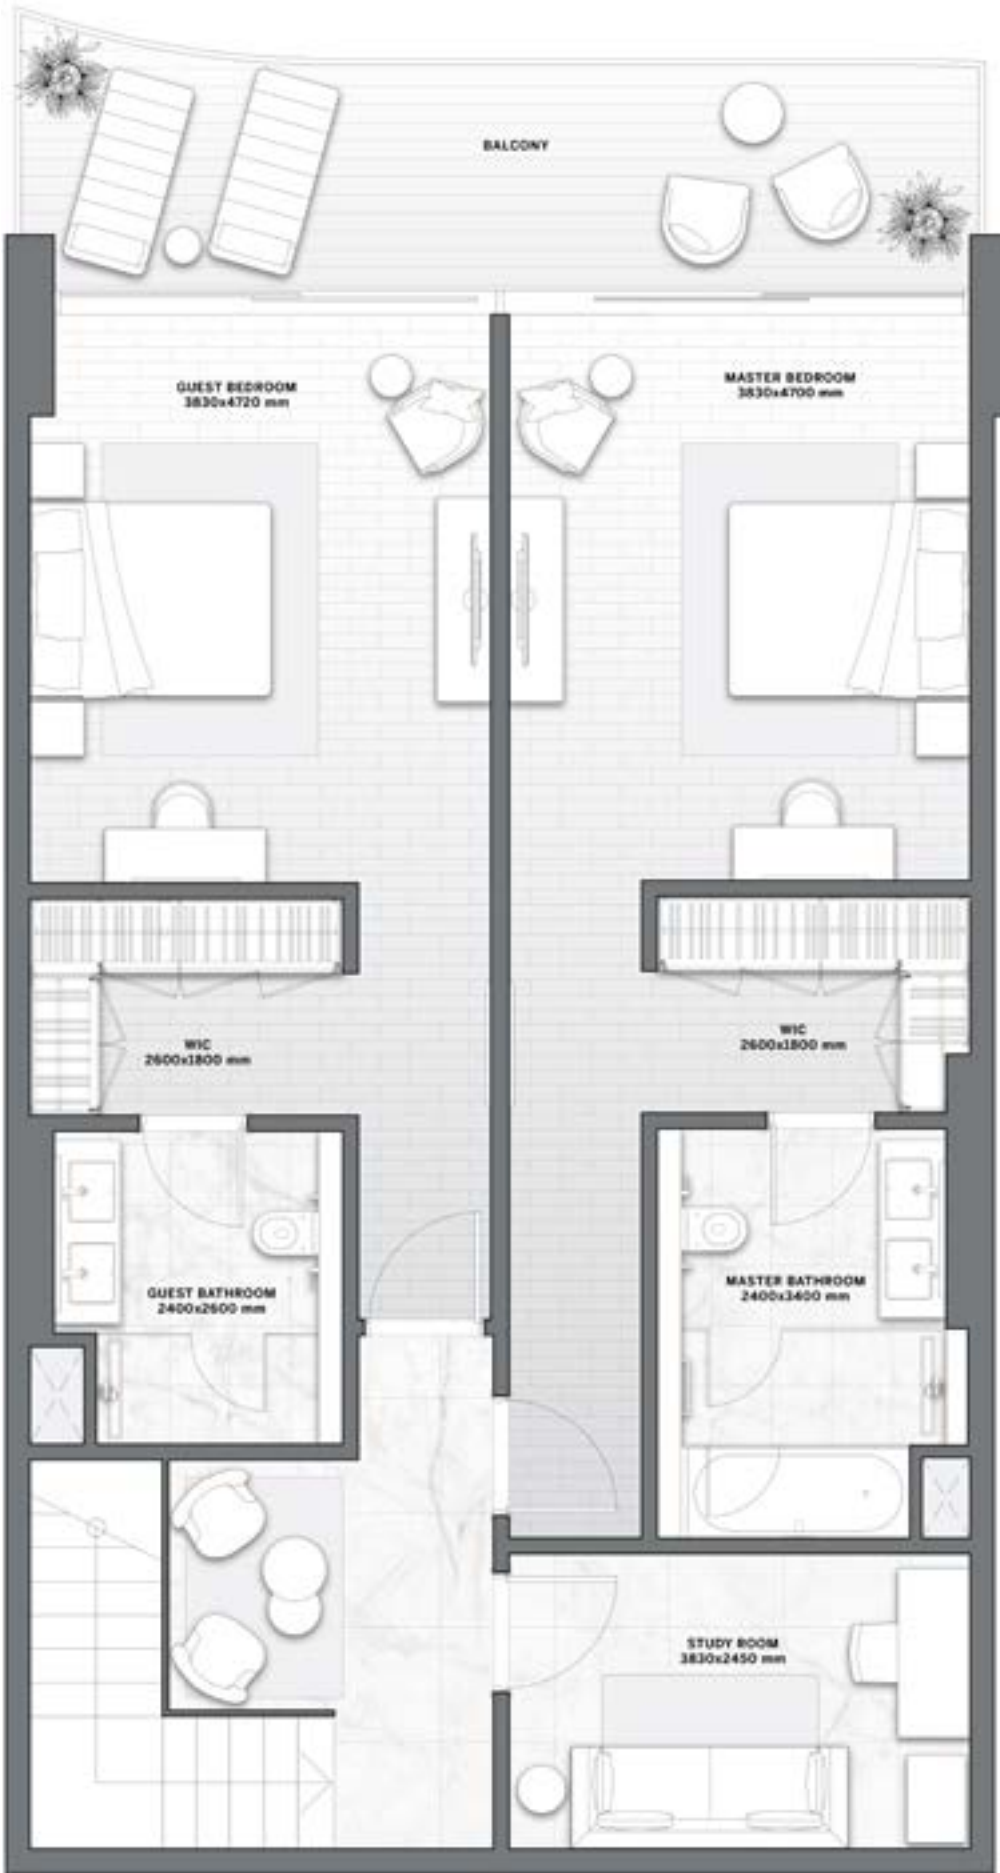 BALCONY
GUEST BEDROOM
3830x4720 mm
MASTER BEDROOM
3830x4700 mm
WIC
2600x1800 mm
WIC
2600x1800 mm
GUEST BATHROOM
2400x2600 mm
MASTER BATHROOM
2400x3400 mm
STUDY ROOM
3830x2450 mm